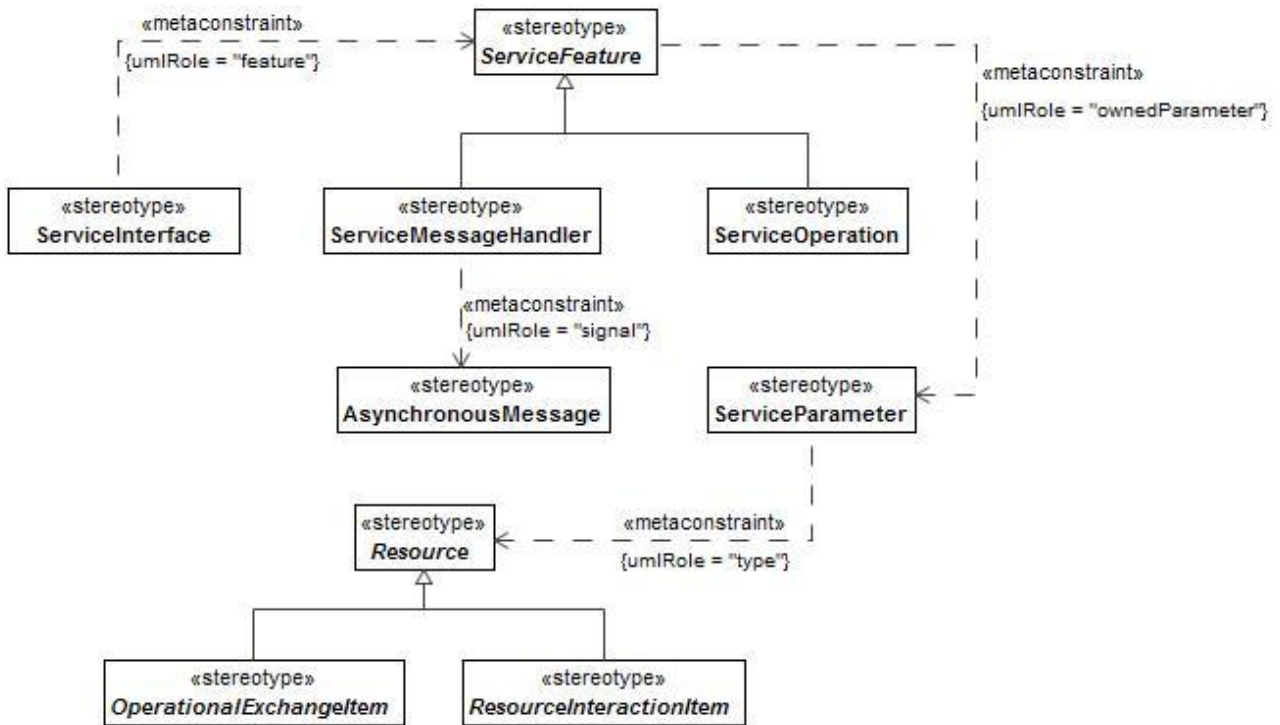 «metaconstraint»
{umlRole = "feature"}
«stereotype»
ServiceFeature
«metaconstraint»
{umlRole = "ownedParameter"}
«stereotype»
ServiceInterface
«stereotype»
ServiceMessageHandler
«stereotype»
ServiceOperation
«metaconstraint»
{umlRole = "signal"}
«stereotype»
AsynchronousMessage
«stereotype»
ServiceParameter
«stereotype»
Resource
«metaconstraint»
{umlRole = "type"}
«stereotype»
OperationalExchangeItem
«stereotype»
ResourceInteractionItem